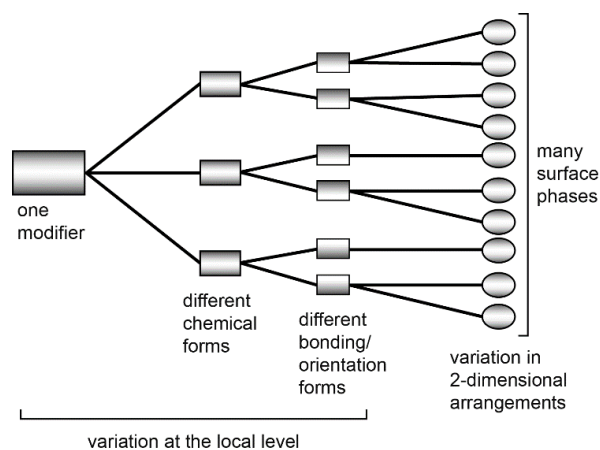 one
modifier
different
chemical
forms
different
bonding/
orientation
forms
many
surface
phases
variation in
2-dimensional
arrangements
variation at the local level